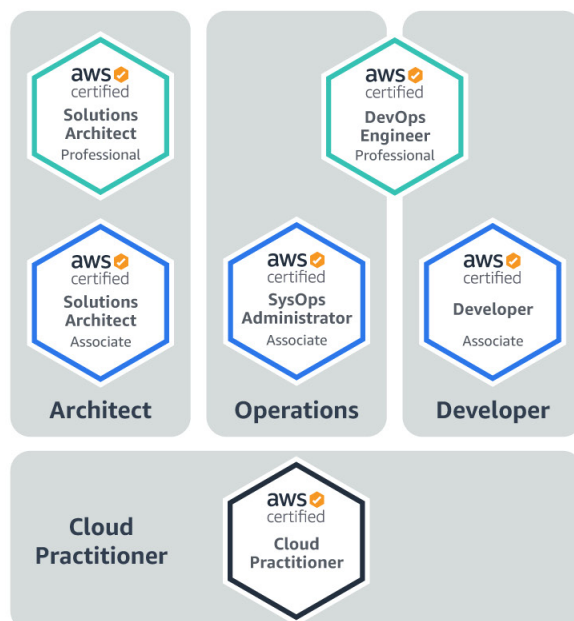 aws
certified
Solutions
Architect
Professional
aws
certified
DevOps
Engineer
Professional
aws
certified
Solutions
Architect
Associate
aws
certified
SysOps
Administrator
Associate
aws
certified
Developer
Associate
Architect
Operations
Developer
Cloud
Practitioner
aws
certified
Cloud
Practitioner